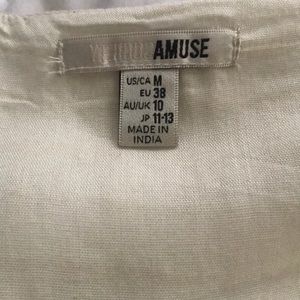 AMUSE
US/CA M
EU 38
AU/UK 10
JP 11-13
MADE IN
INDIA